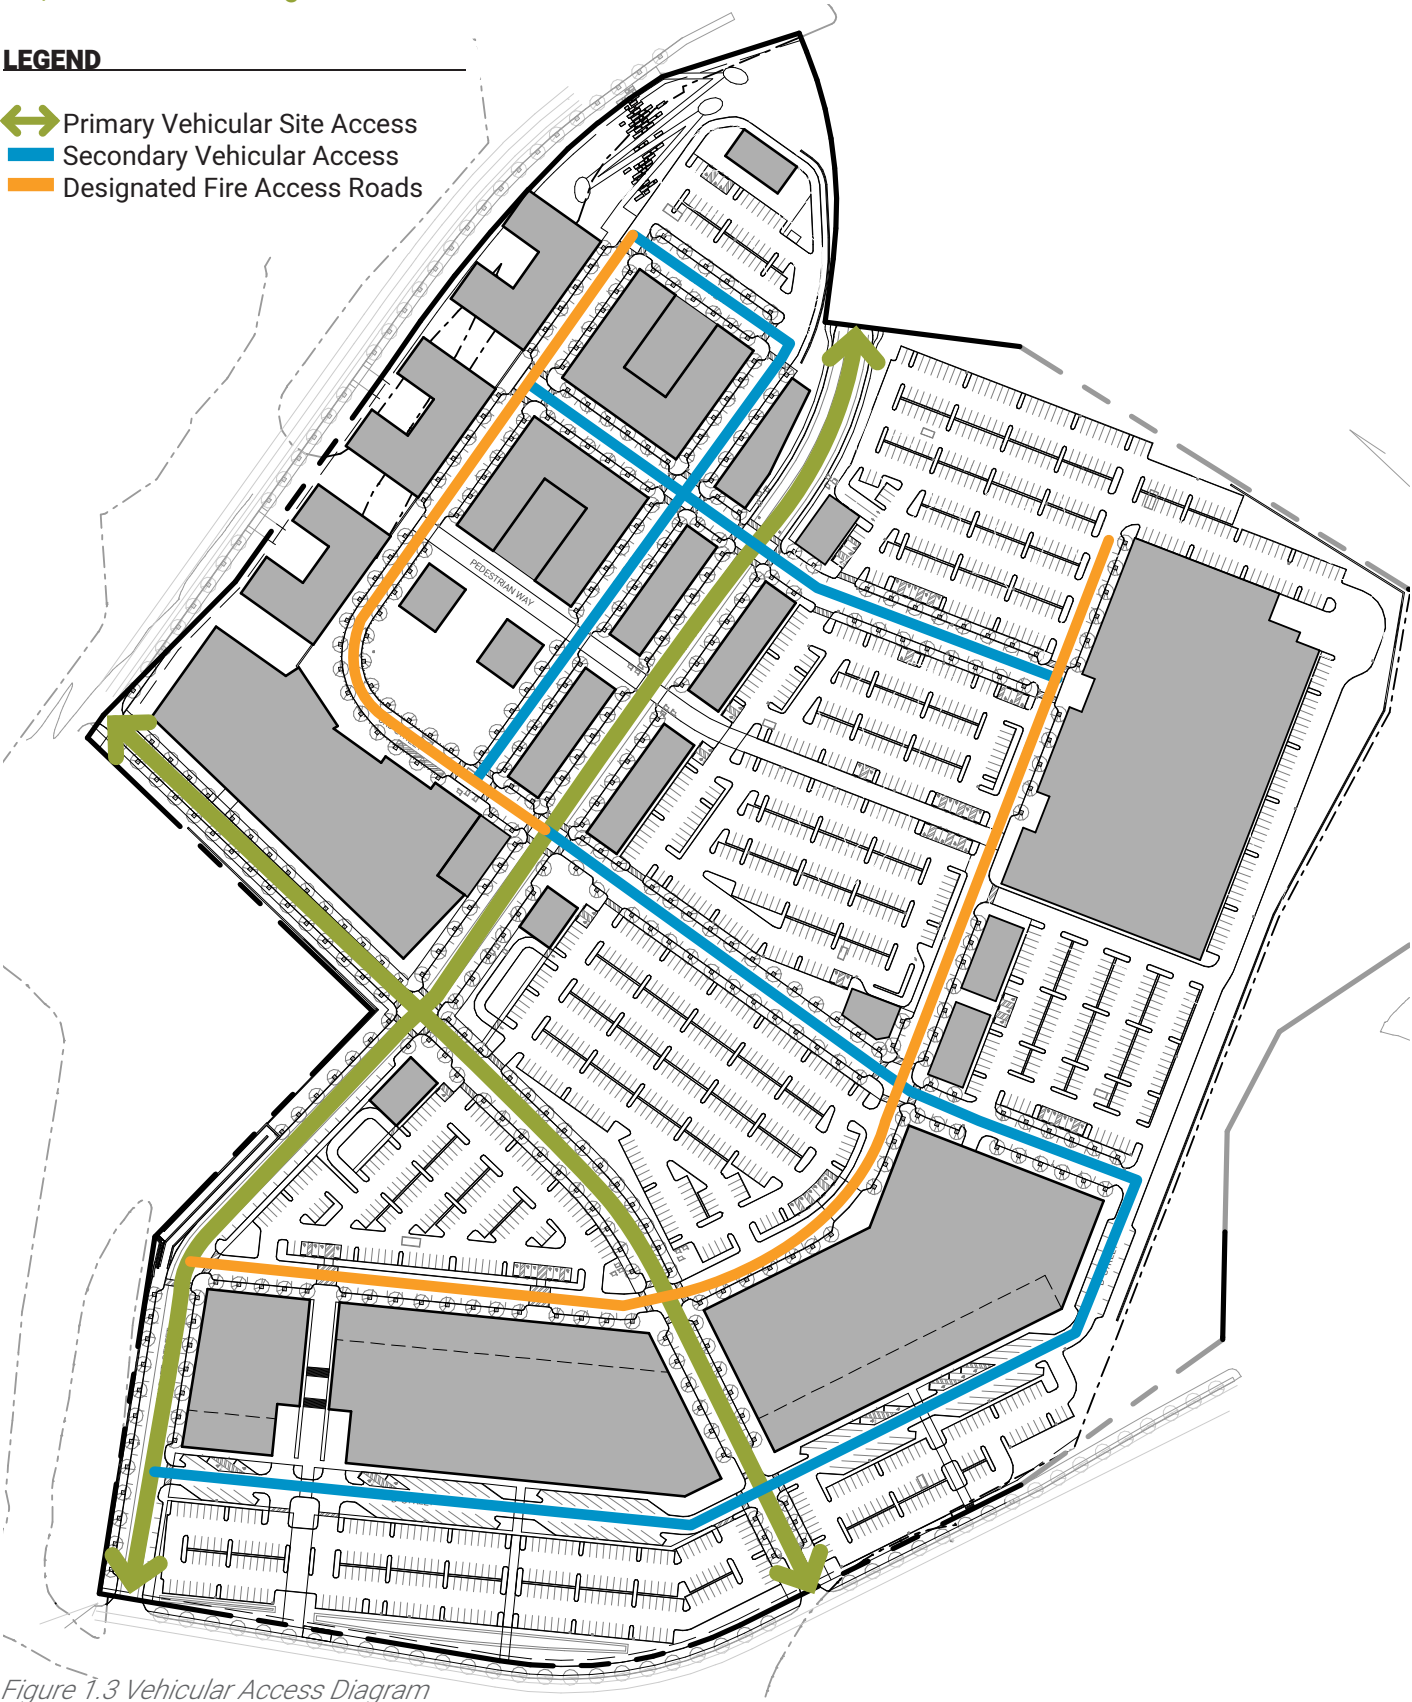 LEGEND
Primary Vehicular Site Access
Secondary Vehicular Access
Designated Fire Access Roads
PEDESTRIAN WAY
Figure 1.3 Vehicular Access Diagram